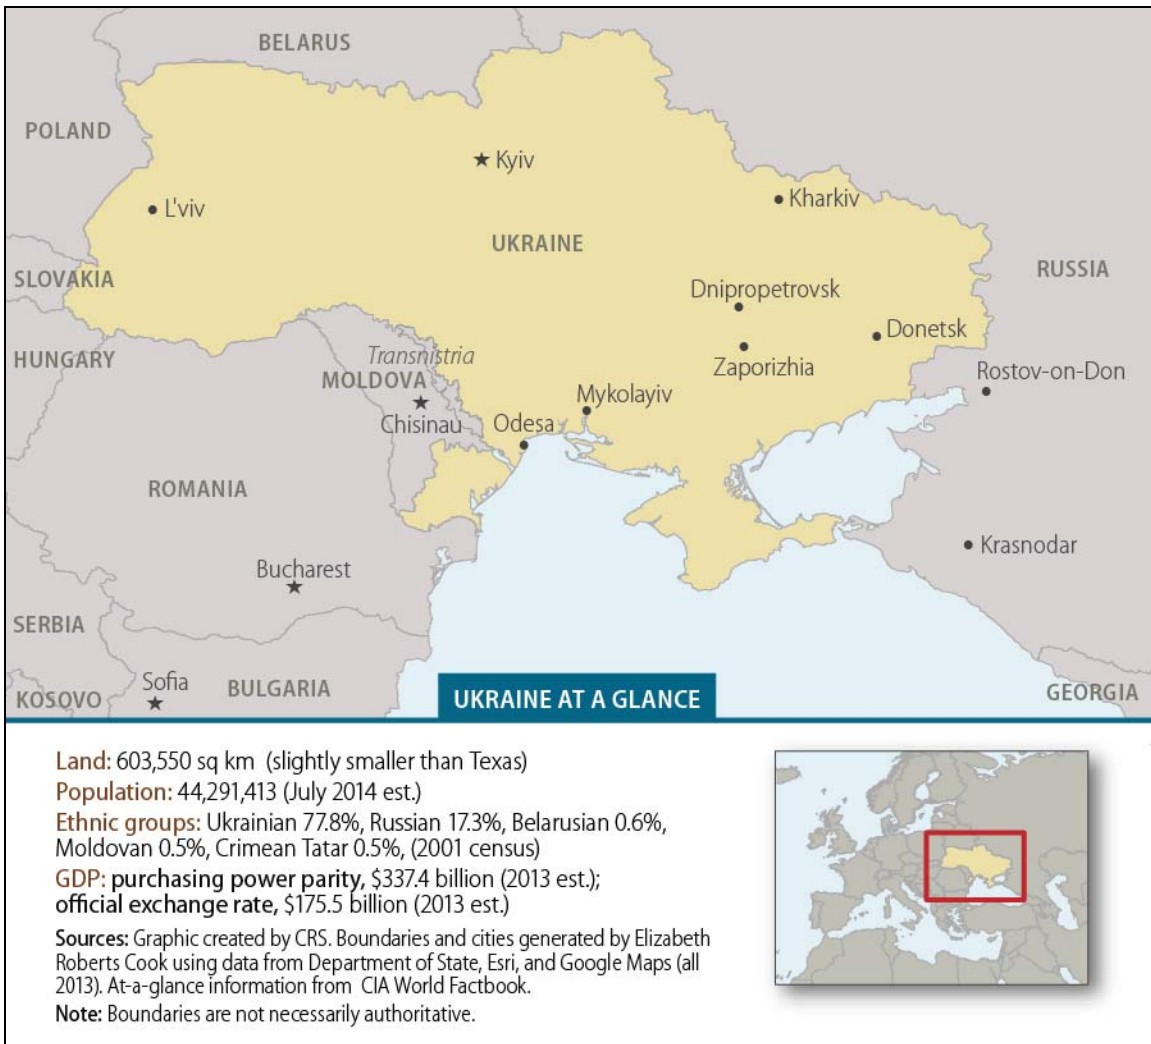 BELARUS
POLAND
Kyiv
L'viv
Kharkiv
UKRAINE
SLOVAKIA
RUSSIA
Dnipropetrovsk
HUNGARY
Donetsk
Transnistria
Zaporizhia
MOLDOVA
Rostov-on-Don
Mykolayiv
Chisinau
Odesa
ROMANIA
Krasnodar
Bucharest
SERBIA
Sofia
KOSOVO
BULGARIA
GEORGIA
UKRAINE AT A GLANCE
Land: 603,550 sq km (slightly smaller than Texas)
Population: 44,291,413 (July 2014 est.)
Ethnic groups: Ukrainian 77.8%, Russian 17.3%, Belarusian 0.6%,
Moldovan 0.5%, Crimean Tatar 0.5%, (2001 census)
GDP: purchasing power parity, $337.4 billion (2013 est.);
official exchange rate, $175.5 billion (2013 est.)
Sources: Graphic created by CRS. Boundaries and cities generated by Elizabeth
Roberts Cook using data from Department of State, Esri, and Google Maps (all
2013). At-a-glance information from CIA World Factbook.
Note: Boundaries are not necessarily authoritative.